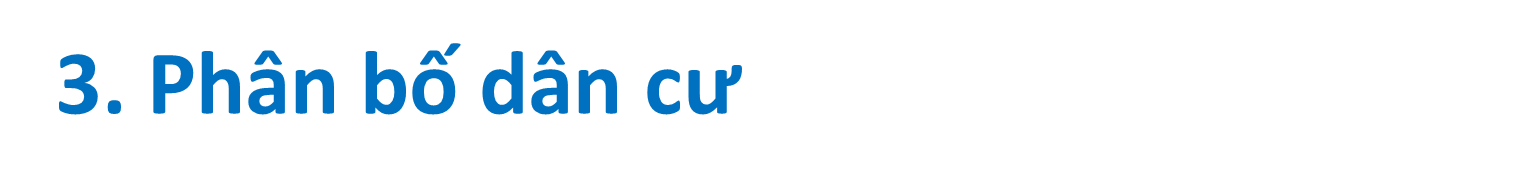 3. Phân bố dân cư